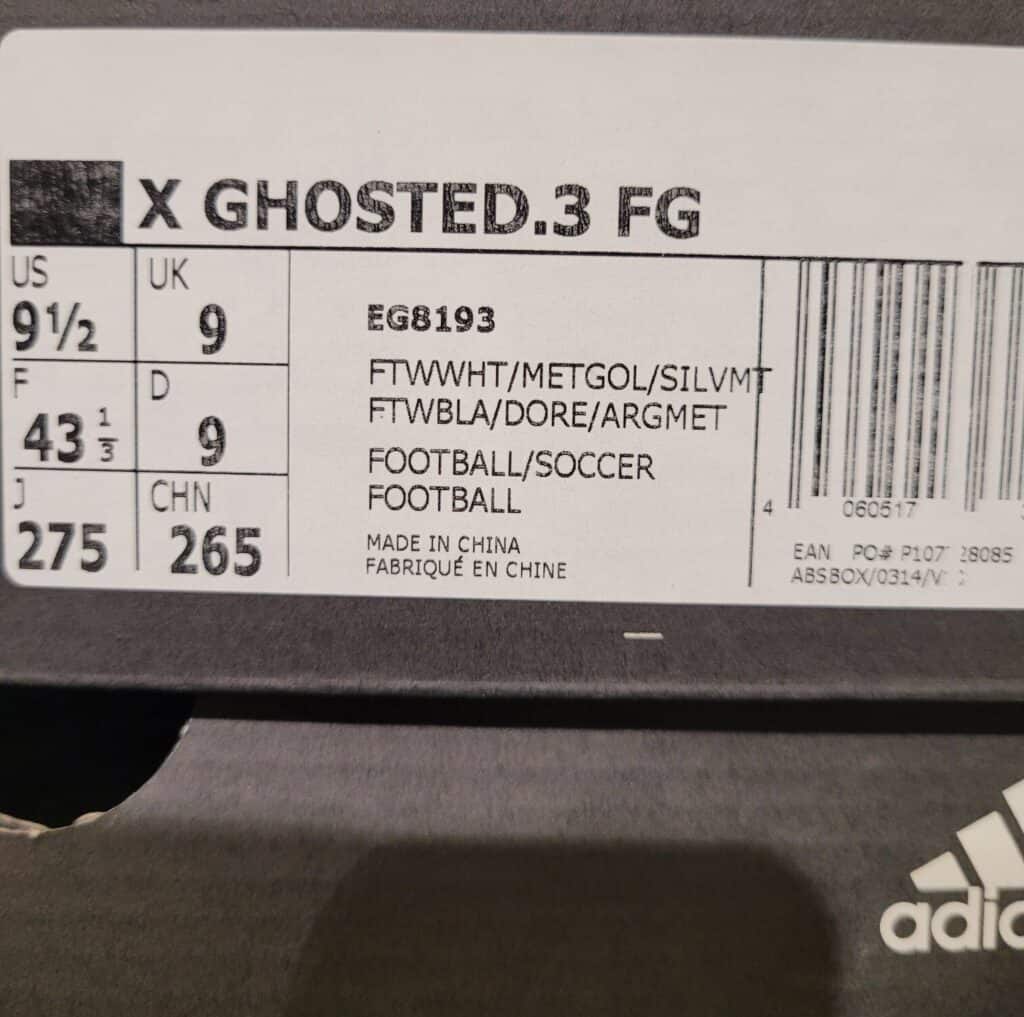 X GHOSTED.3 FG
US
9½
UK
9
F
43 1/3
D
9
J
275
CHN
265
EG8193
FTWWHT/METGOL/SILVMT
FTWBLA/DORE/ARGMET
FOOTBALL/SOCCER
FOOTBALL
MADE IN CHINA
FABRIQUÉ EN CHINE
4 060517
EAN PO#
ABSBOX/0314/V
adid